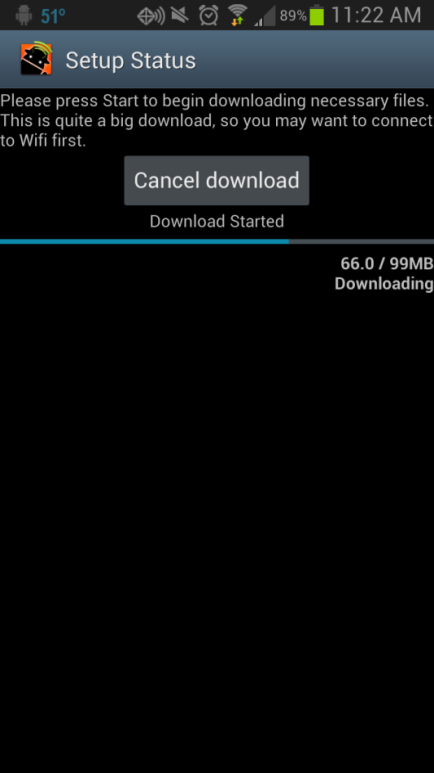 51° 89% 11:22 AM
Setup Status
Please press Start to begin downloading necessary files.
This is quite a big download, so you may want to connect
to Wifi first.
Cancel download
Download Started
66.0 / 99MB
Downloading